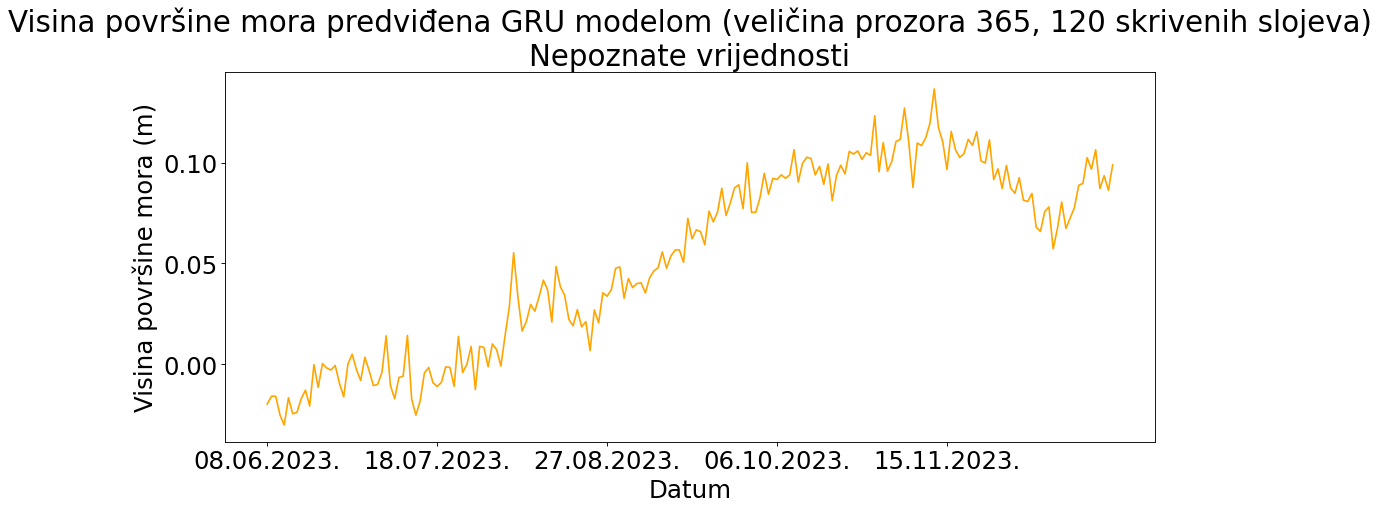 Visina površine mora predviđena GRU modelom (veličina prozora 365, 120 skrivenih slojeva)
Nepoznate vrijednosti
Visina površine mora (m)
0.10
0.05
0.00
08.06.2023. 18.07.2023. 27.08.2023. 06.10.2023. 15.11.2023.
Datum